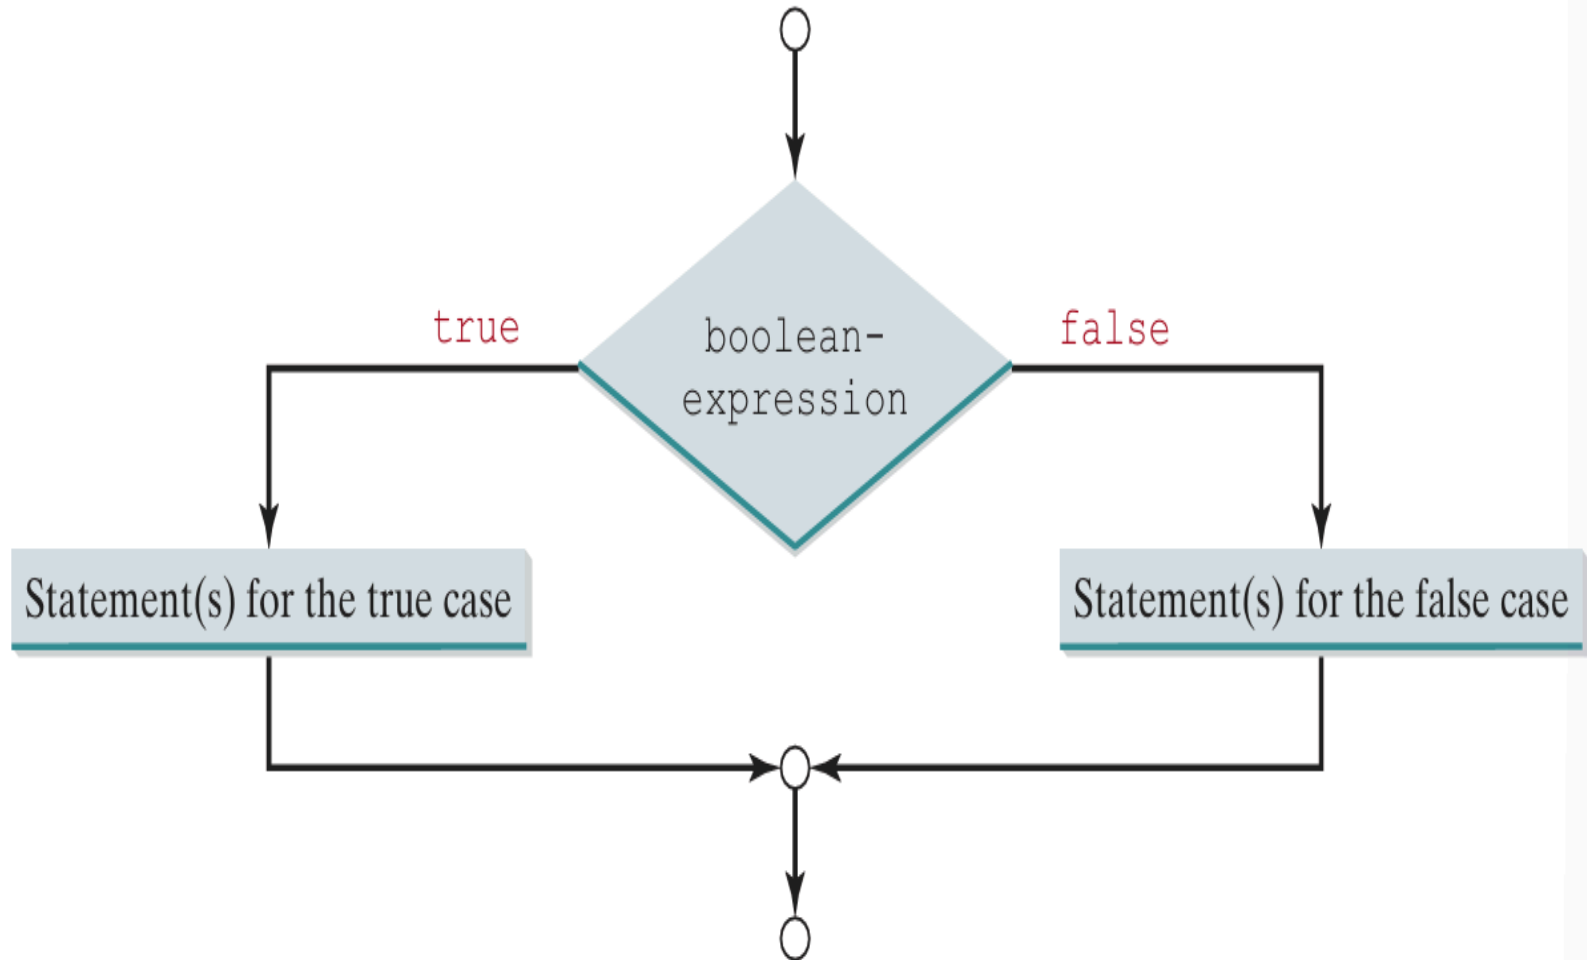 true
boolean-
expression
false
Statement(s) for the true case
Statement(s) for the false case